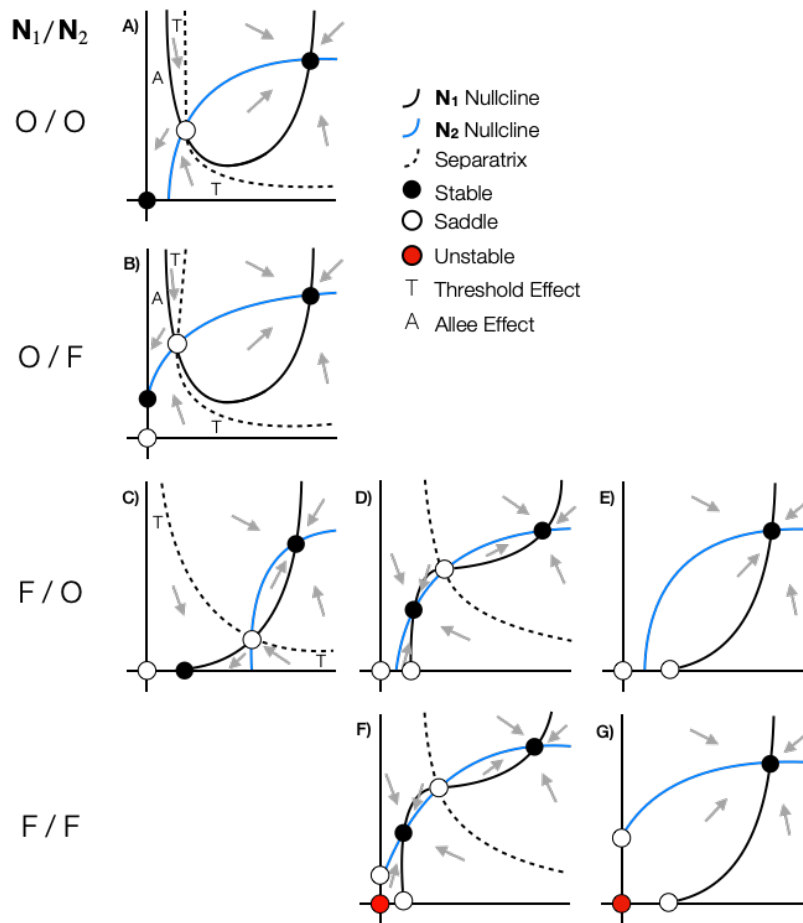 N₁/N₂
A)
T
A
T
O / O
N₁ Nullcline
N₂ Nullcline
Separatrix
Stable
Saddle
Unstable
T Threshold Effect
A Allee Effect
B)
T
A
T
O / F
C)
T
T
D)
E)
F / O
F)
G)
F / F